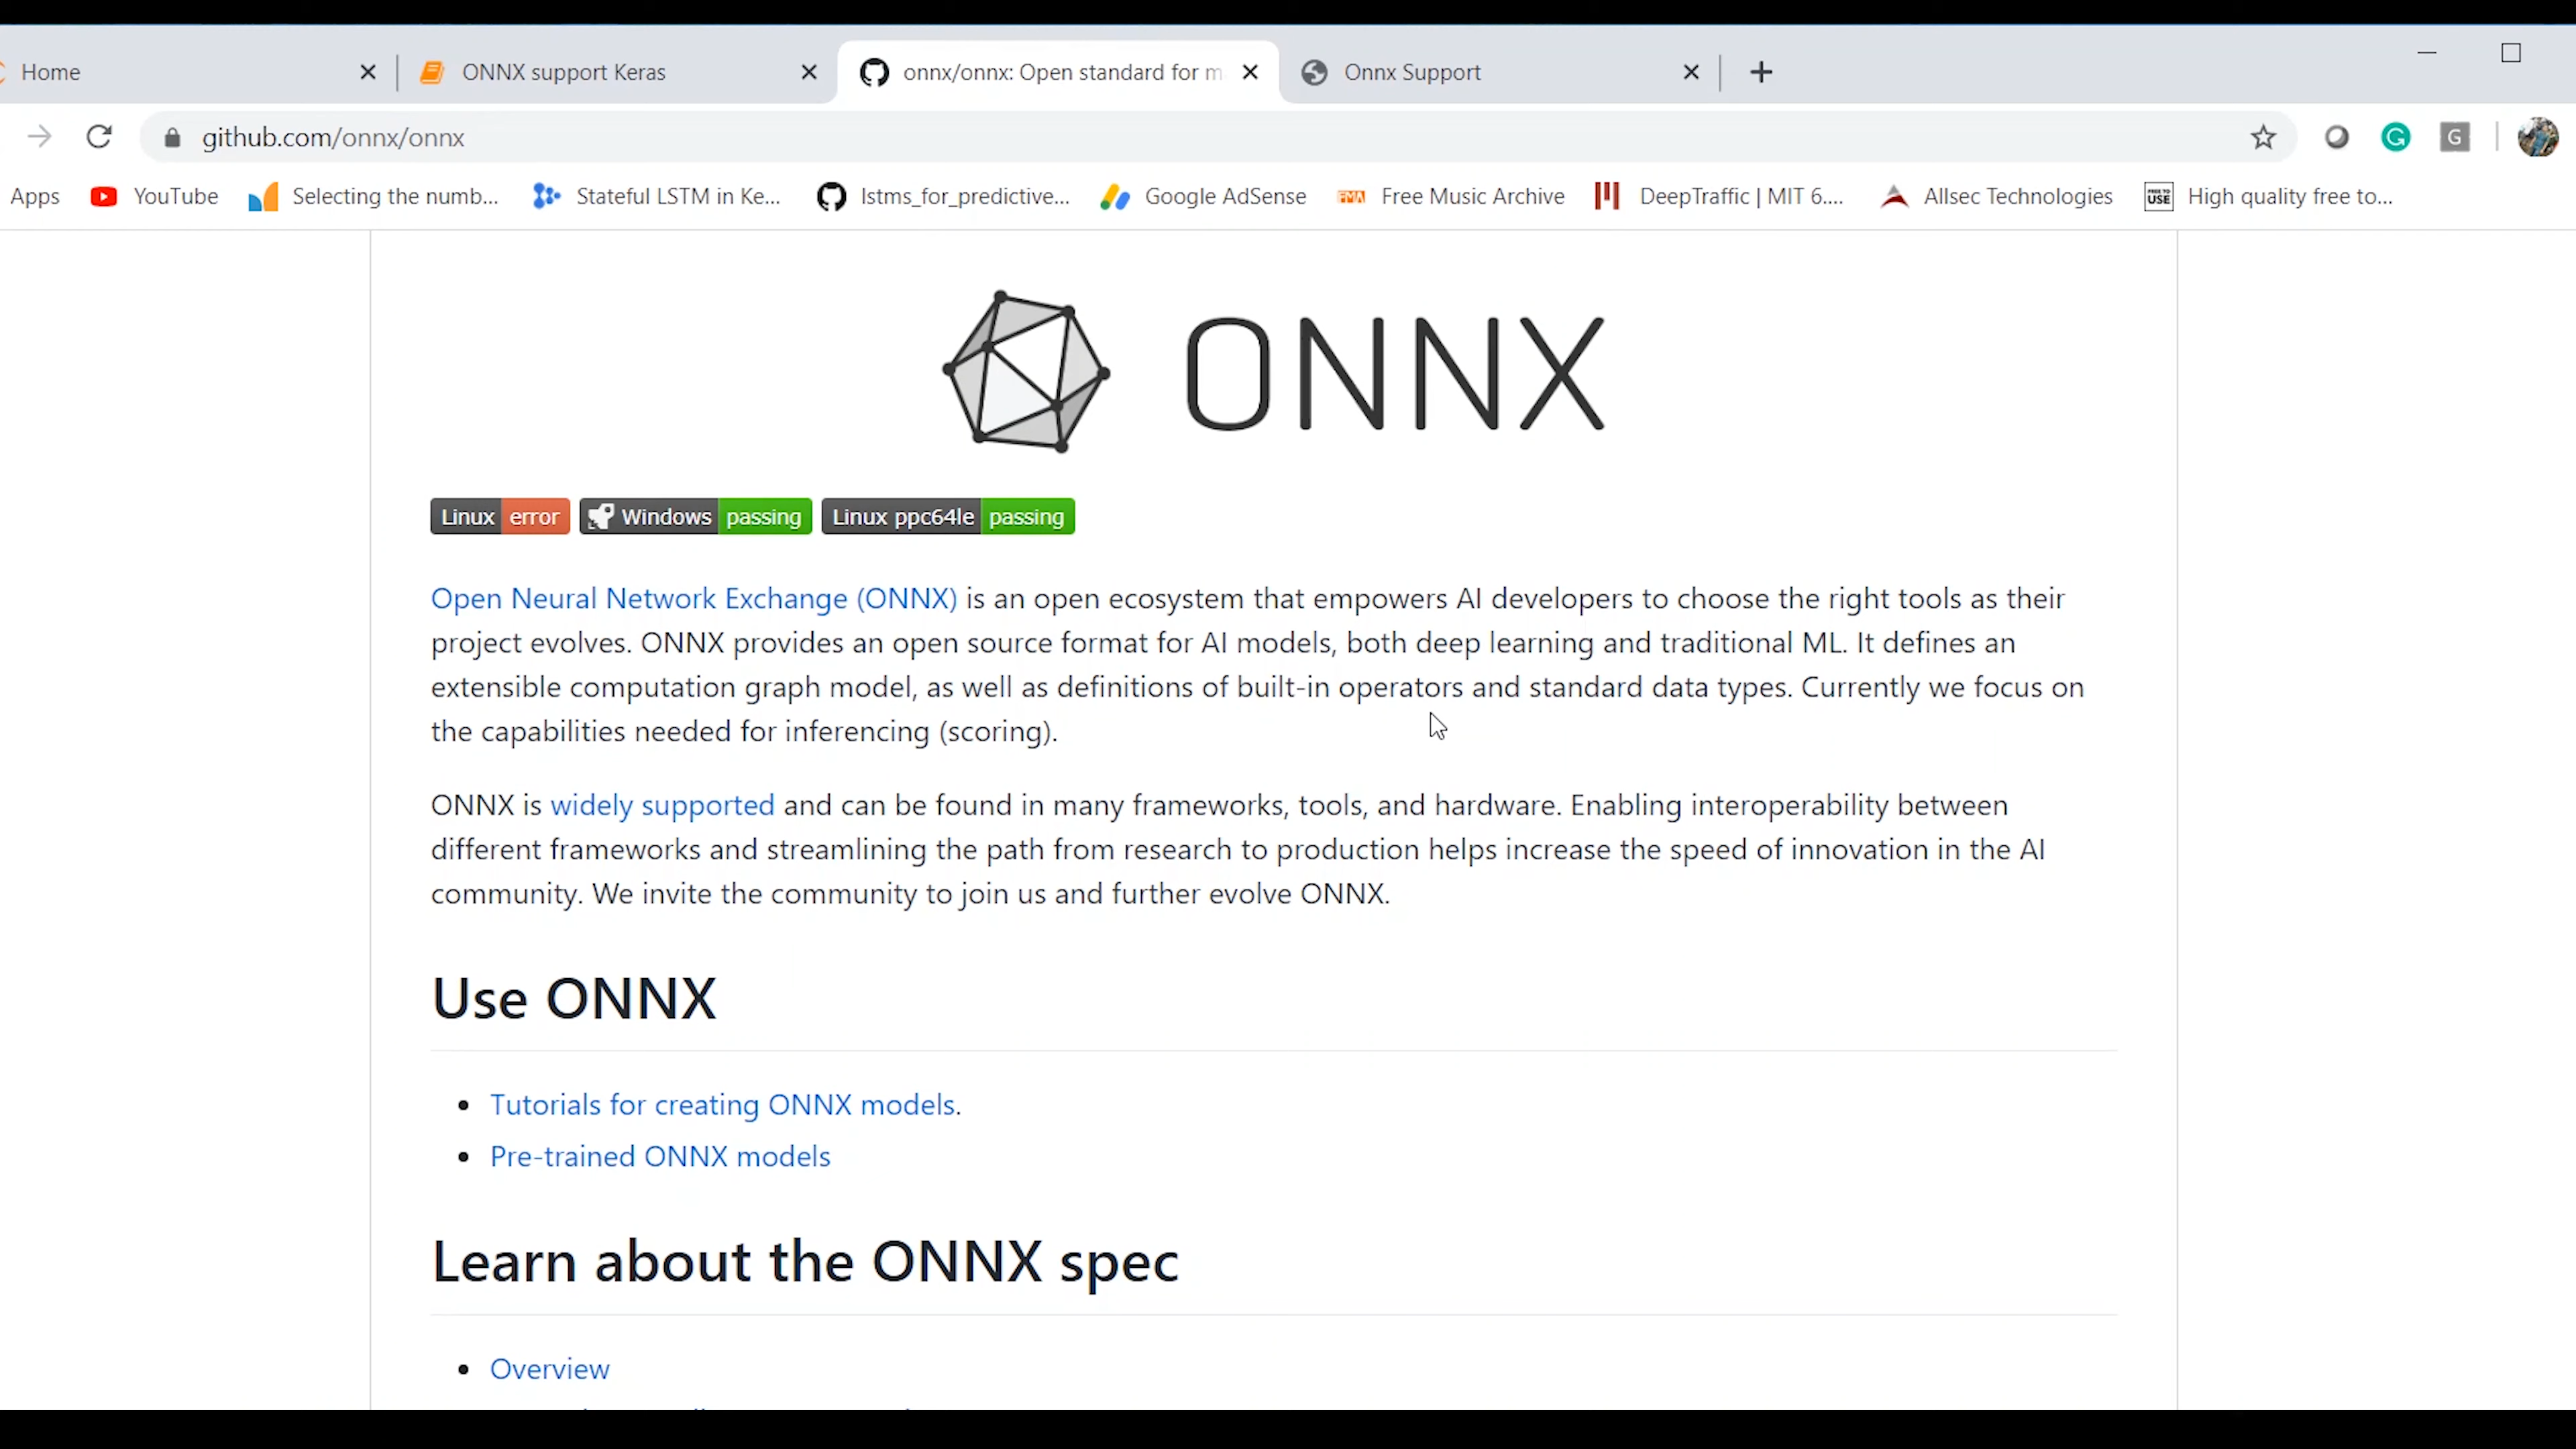 Home
ONNX support Keras
onnx/onnx: Open standard for m
Onnx Support
github.com/onnx/onnx
Apps
YouTube
Selecting the numb...
Stateful LSTM in Ke...
lstms_for_predictive...
Google AdSense
FMA
Free Music Archive
DeepTraffic | MIT 6....
Allsec Technologies
FREE TO USE
High quality free to...
ONNX
Linux error
Windows passing
Linux ppc64le passing
Open Neural Network Exchange (ONNX) is an open ecosystem that empowers AI developers to choose the right tools as their
project evolves. ONNX provides an open source format for AI models, both deep learning and traditional ML. It defines an
extensible computation graph model, as well as definitions of built-in operators and standard data types. Currently we focus on
the capabilities needed for inferencing (scoring).
ONNX is widely supported and can be found in many frameworks, tools, and hardware. Enabling interoperability between
different frameworks and streamlining the path from research to production helps increase the speed of innovation in the AI
community. We invite the community to join us and further evolve ONNX.
Use ONNX
Tutorials for creating ONNX models.
Pre-trained ONNX models
Learn about the ONNX spec
Overview